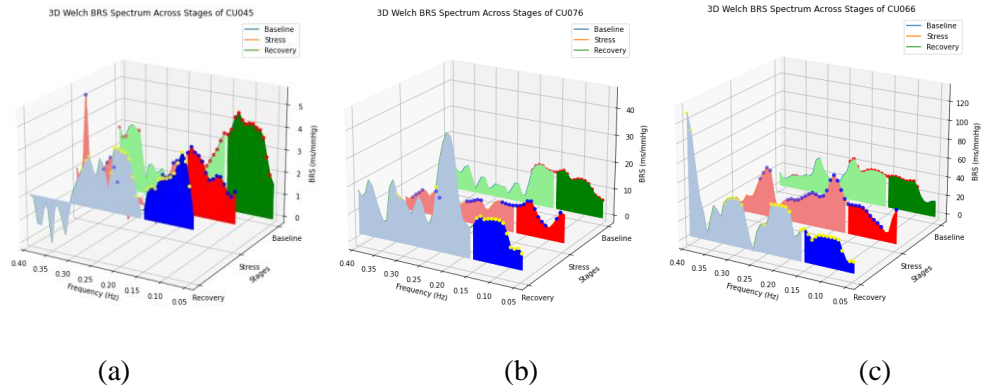 3D Welch BRS Spectrum Across Stages of CU045
Baseline
Stress
Recovery
5
4
3
2
1
0
BRS (ms/mmHg)
0.40
0.35
0.30
0.25
0.20
0.15
0.10
0.05
Frequency (Hz)
Recovery
Stress
Baseline
Stages
(a)
3D Welch BRS Spectrum Across Stages of CU076
Baseline
Stress
Recovery
40
30
20
10
0
BRS (ms/mmHg)
0.40
0.35
0.30
0.25
0.20
0.15
0.10
0.05
Frequency (Hz)
Recovery
Stress
Baseline
Stages
(b)
3D Welch BRS Spectrum Across Stages of CU066
Baseline
Stress
Recovery
120
100
80
60
40
20
0
BRS (ms/mmHg)
0.40
0.35
0.30
0.25
0.20
0.15
0.10
0.05
Frequency (Hz)
Recovery
Stress
Baseline
Stages
(c)